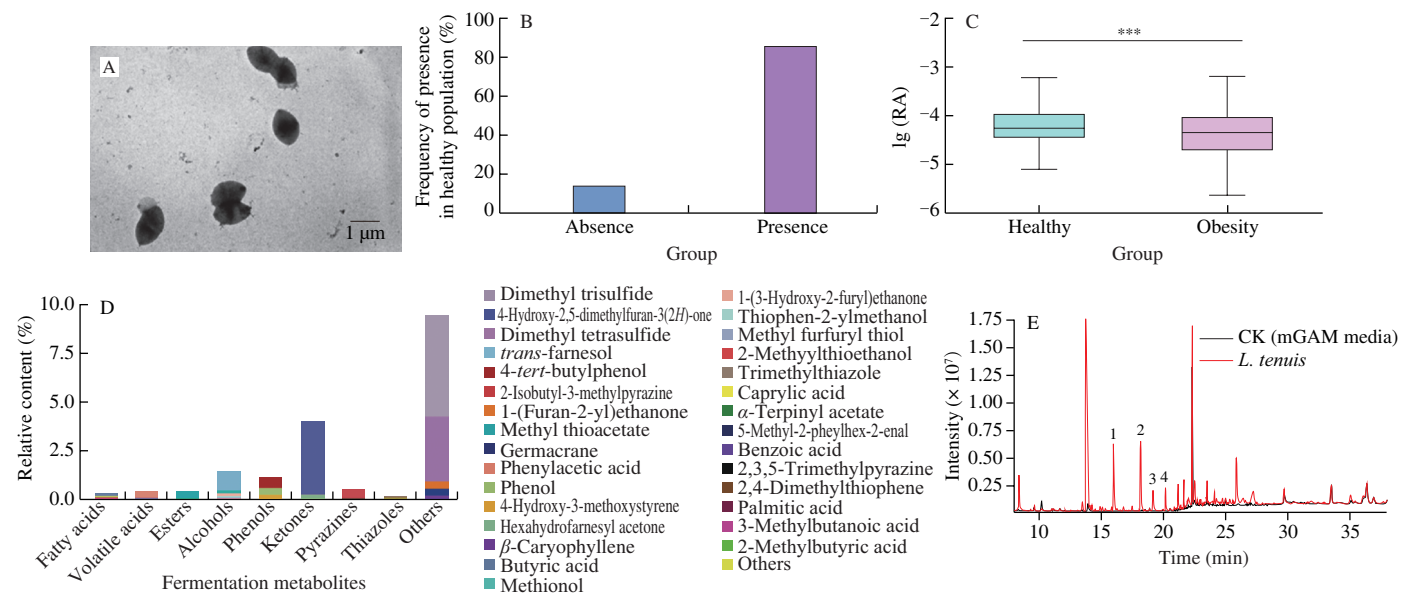 A
1 μm
B
Frequency of presence
in healthy population (%)
100
80
60
40
20
0
Absence
Presence
Group
C
lg (RA)
−2
−3
−4
−5
−6
***
Healthy
Obesity
Group
D
Relative content (%)
10.0
7.5
5.0
2.5
0.0
Fatty acids
Volatile acids
Esters
Alcohols
Phenols
Ketones
Pyrazines
Thiazoles
Others
Fermentation metabolites
Dimethyl trisulfide
4-Hydroxy-2,5-dimethylfuran-3(2H)-one
Dimethyl tetrasulfide
trans-farnesol
4-tert-butylphenol
2-Isobutyl-3-methylpyrazine
1-(Furan-2-yl)ethanone
Methyl thioacetate
Germacrane
Phenylacetic acid
Phenol
4-Hydroxy-3-methoxystyrene
Hexahydrofarnesyl acetone
β-Caryophyllene
Butyric acid
Methionol
1-(3-Hydroxy-2-furyl)ethanone
Thiophen-2-ylmethanol
Methyl furfuryl thiol
2-Methyylthioethanol
Trimethylthiazole
Caprylic acid
α-Terpinyl acetate
5-Methyl-2-pheylhex-2-enal
Benzoic acid
2,3,5-Trimethylpyrazine
2,4-Dimethylthiophene
Palmitic acid
3-Methylbutanoic acid
2-Methylbutyric acid
Others
E
Intensity (× 10⁷)
1.75
1.50
1.25
1.00
0.75
0.50
0.25
CK (mGAM media)
L. tenuis
1
2
3 4
10
15
20
25
30
35
Time (min)